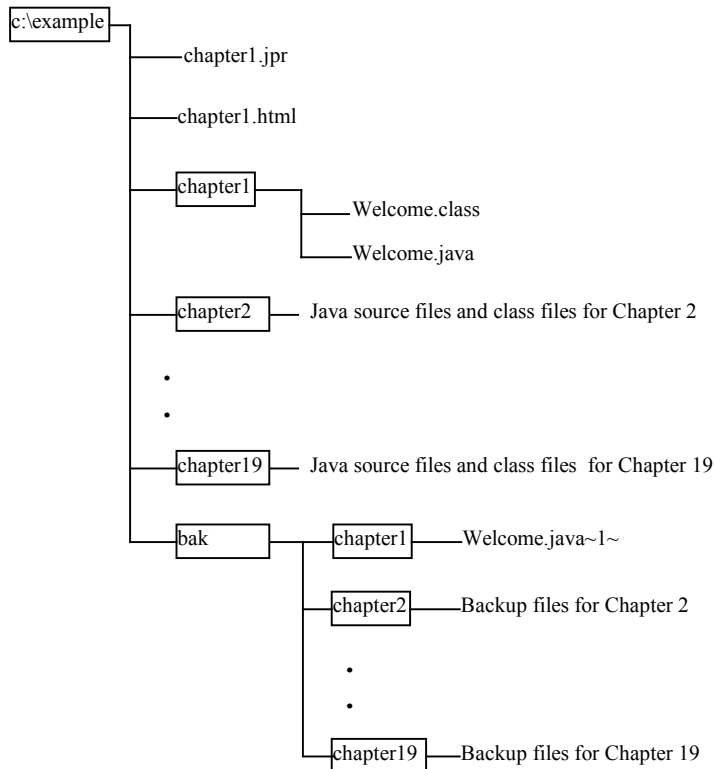 c:\example
chapter1.jpr
chapter1.html
chapter1
Welcome.class
Welcome.java
chapter2 Java source files and class files for Chapter 2
chapter19 Java source files and class files for Chapter 19
bak chapter1 Welcome.java~1~
chapter2 Backup files for Chapter 2
chapter19 Backup files for Chapter 19